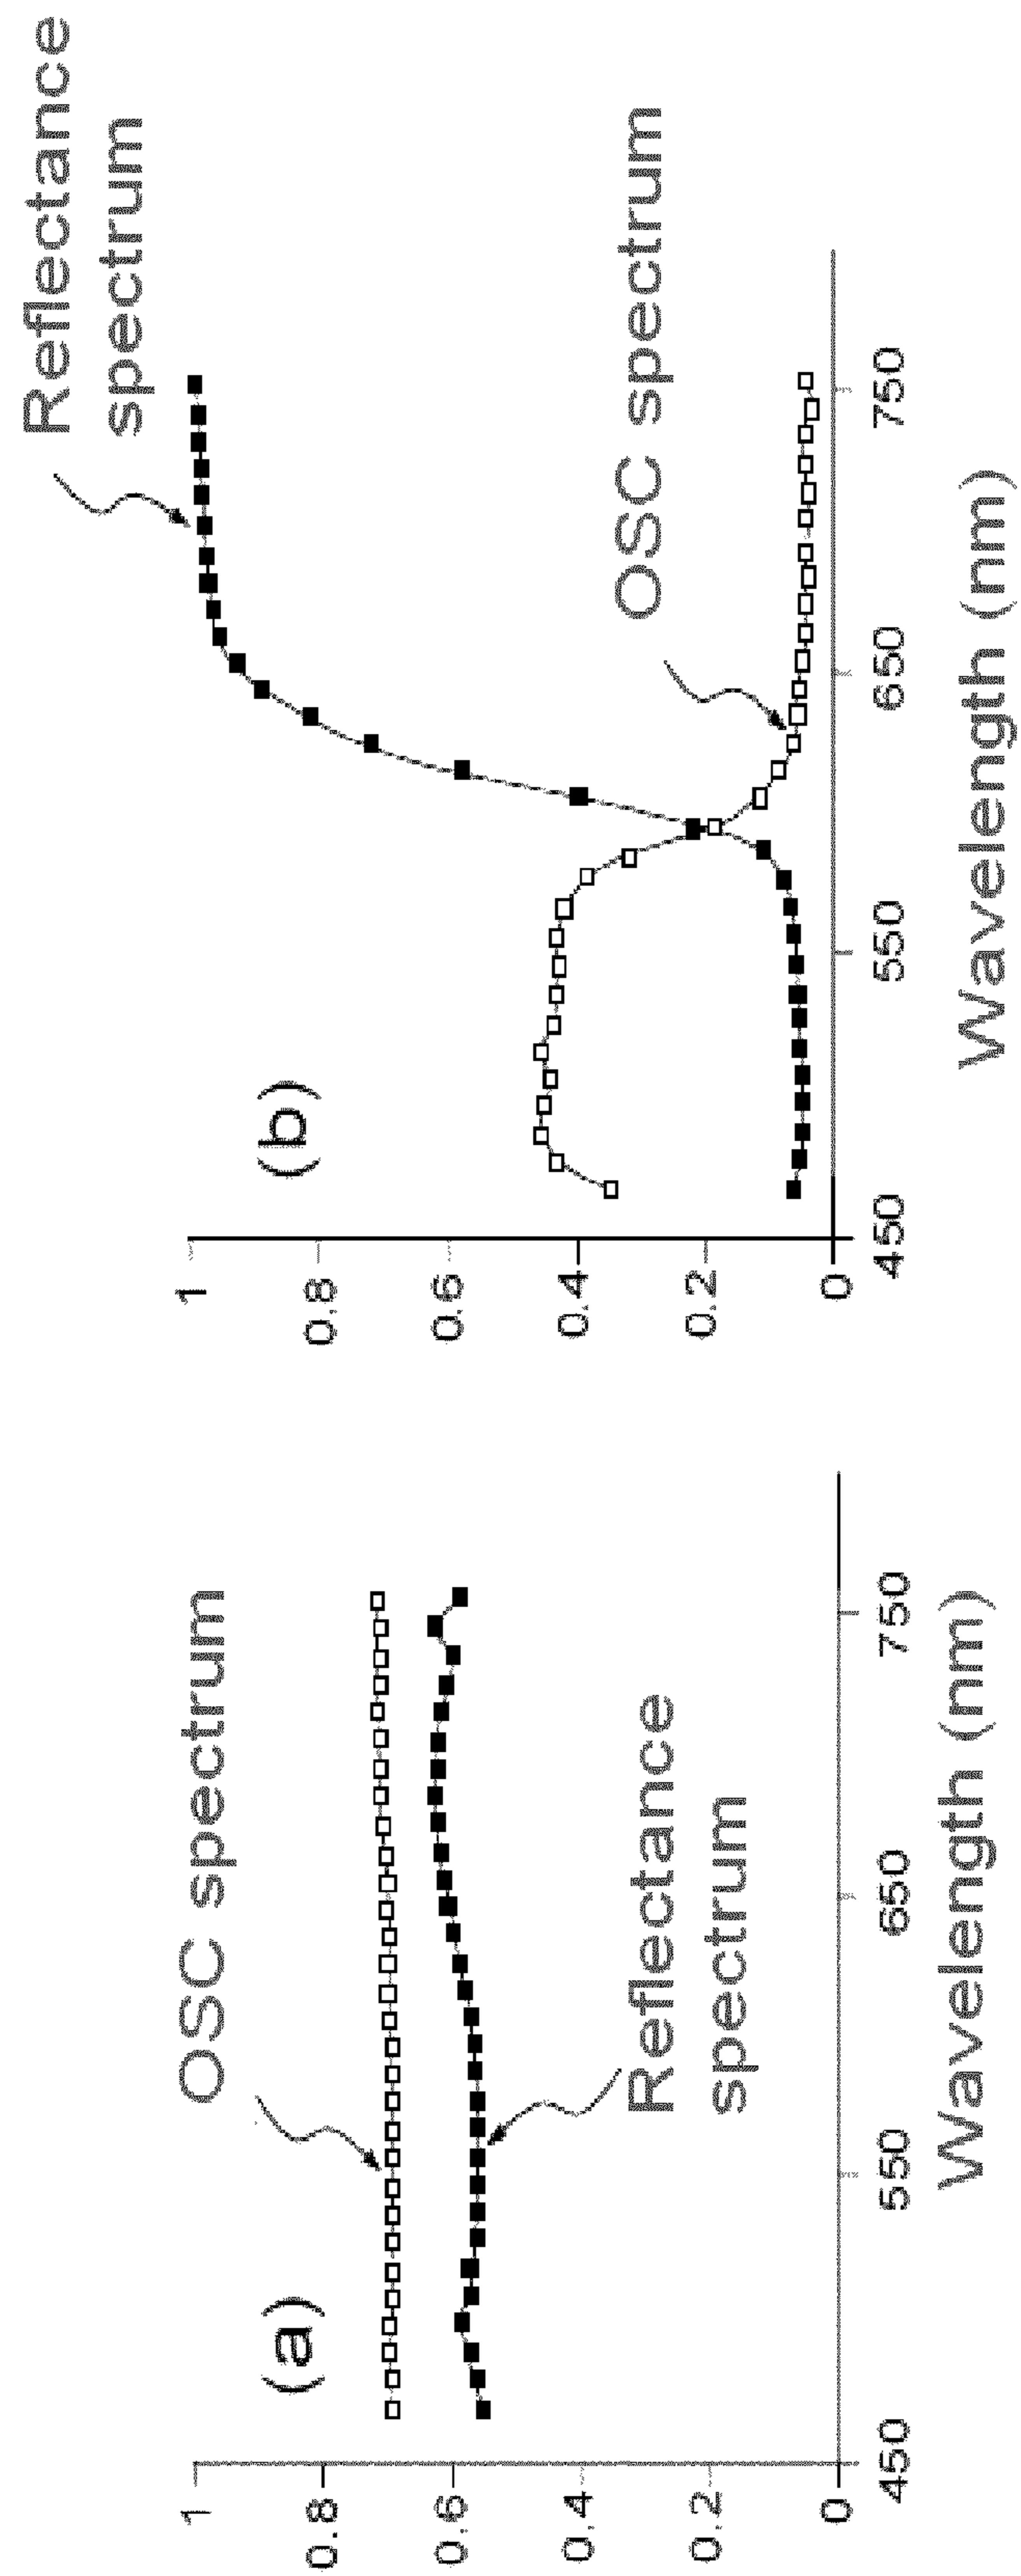 (a)
OSC spectrum
Reflectance
spectrum
1
0.8
0.6
0.4
0.2
0
450
550
650
750
Wavelength (nm)
(b)
Reflectance
spectrum
OSC spectrum
1
0.8
0.6
0.4
0.2
0
450
550
650
750
Wavelength (nm)